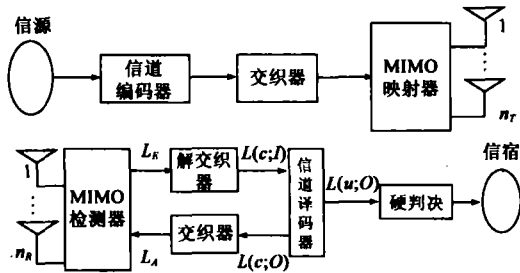 信源
信道
编码器
交织器
MIMO
映射器
1
n_T
1
n_R
MIMO
检测器
L_E
解交织
器
L(c;I)
信道译码器
L(u;O)
硬判决
信宿
L_A
交织器
L(c;O)